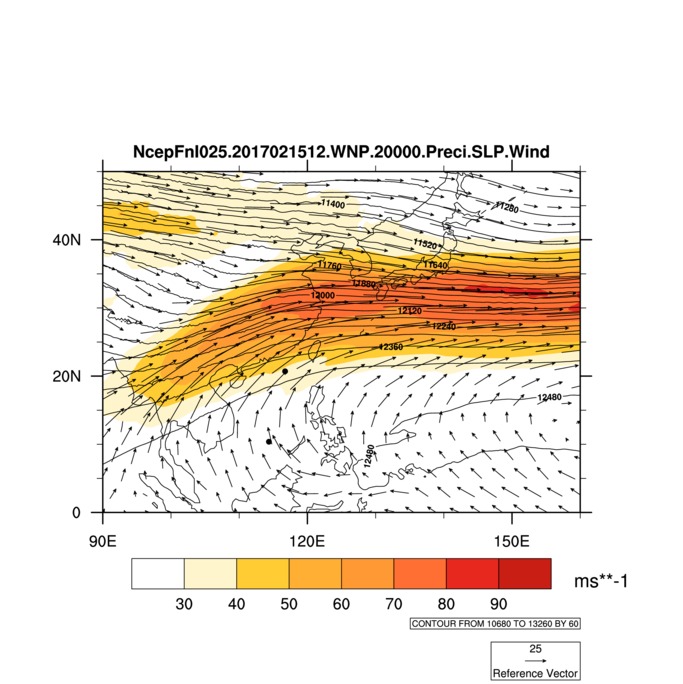 NcepFnl025.2017021512.WNP.20000.Preci.SLP.Wind
11400
11280
40N
11520
11760
11640
11880
12000
12120
12240
12360
20N
12480
12480
0
90E 120E 150E
ms**-1
30 40 50 60 70 80 90
CONTOUR FROM 10680 TO 13260 BY 60
25
Reference Vector